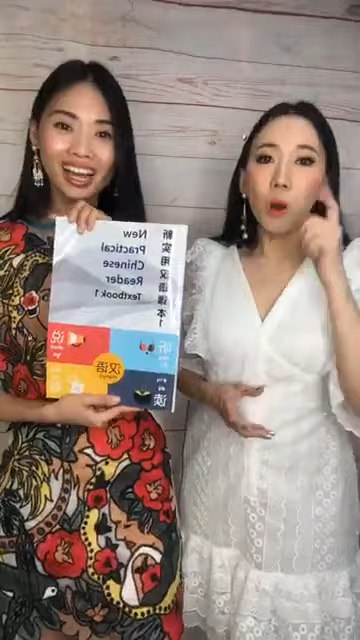 New
Practical
Chinese
Reader
Textbook 1
新实用汉语课本 1
说
听
汉语
读